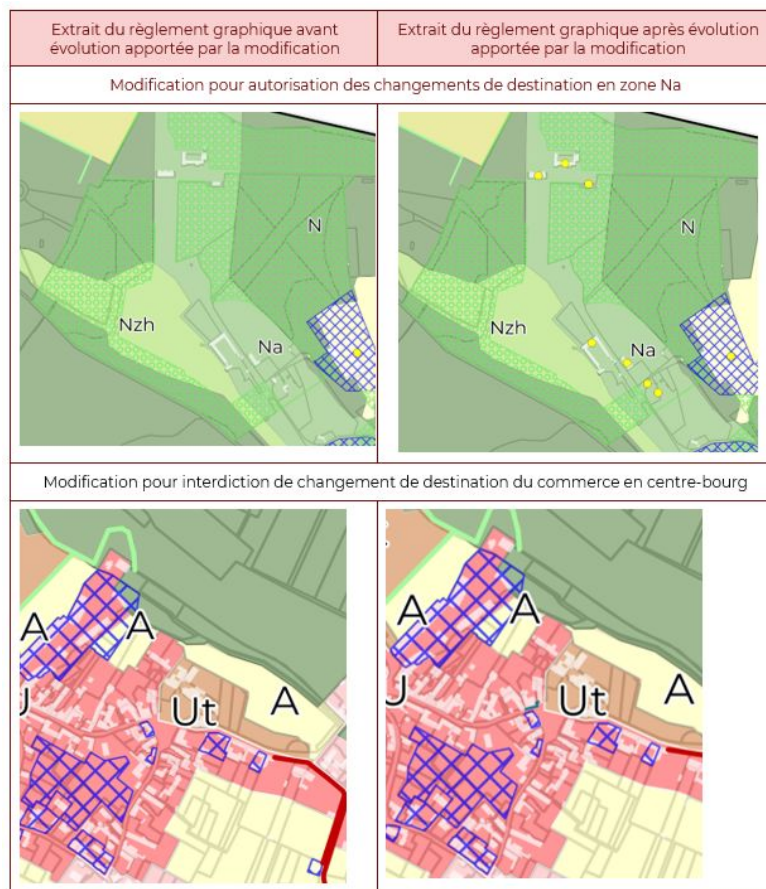 Extrait du règlement graphique avant
évolution apportée par la modification
Extrait du règlement graphique après évolution
apportée par la modification
Modification pour autorisation des changements de destination en zone Na
N
Nzh
Na
N
Nzh
Na
Modification pour interdiction de changement de destination du commerce en centre-bourg
A
A
U
Ut
A
A
A
U
Ut
A